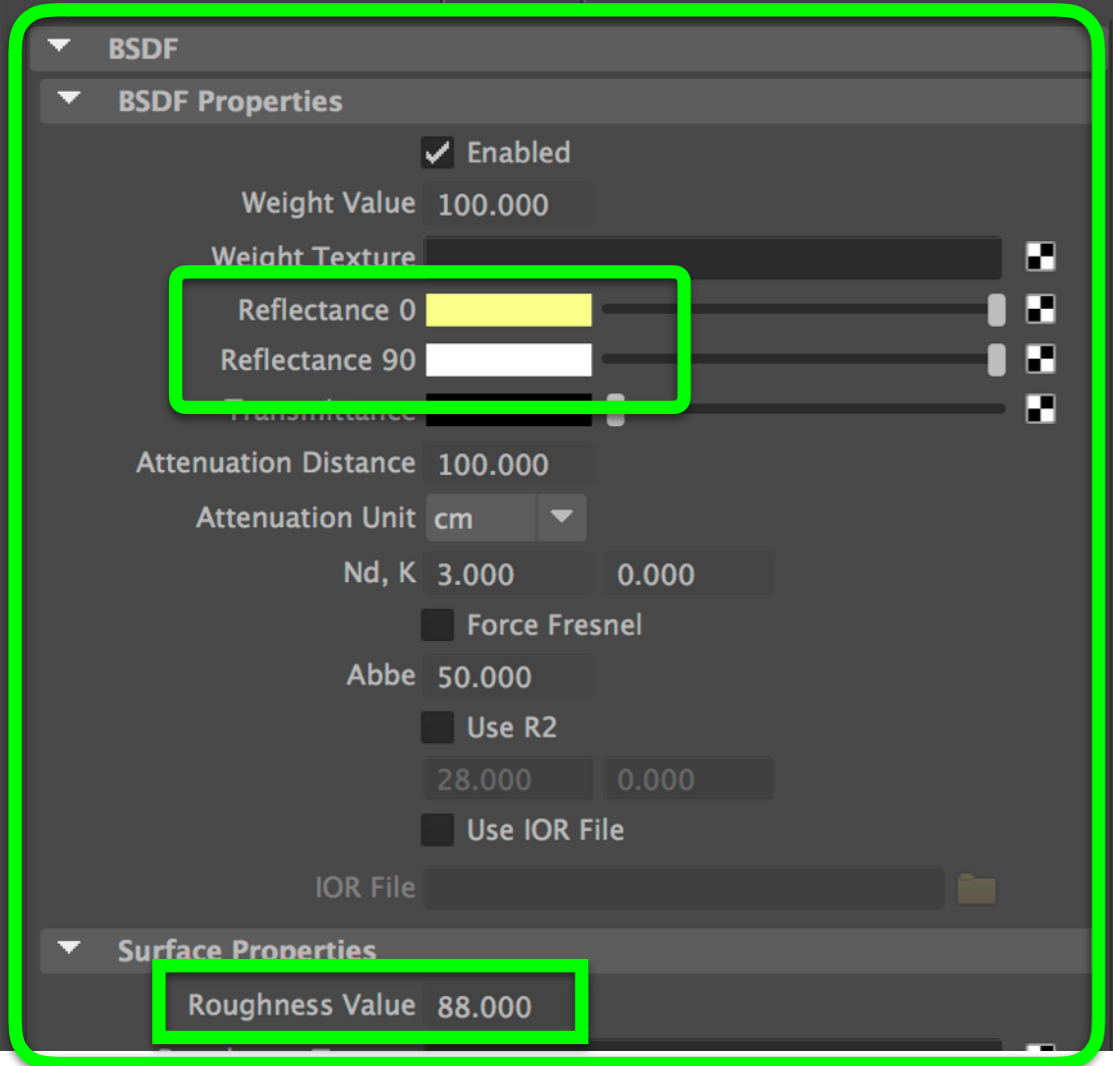 BSDF
BSDF Properties
Enabled
Weight Value 100.000
Weight Texture
Reflectance 0
Reflectance 90
Transmittance
Attenuation Distance 100.000
Attenuation Unit cm
Nd, K 3.000 0.000
Force Fresnel
Abbe 50.000
Use R2
28.000 0.000
Use IOR File
IOR File
Surface Properties
Roughness Value 88.000